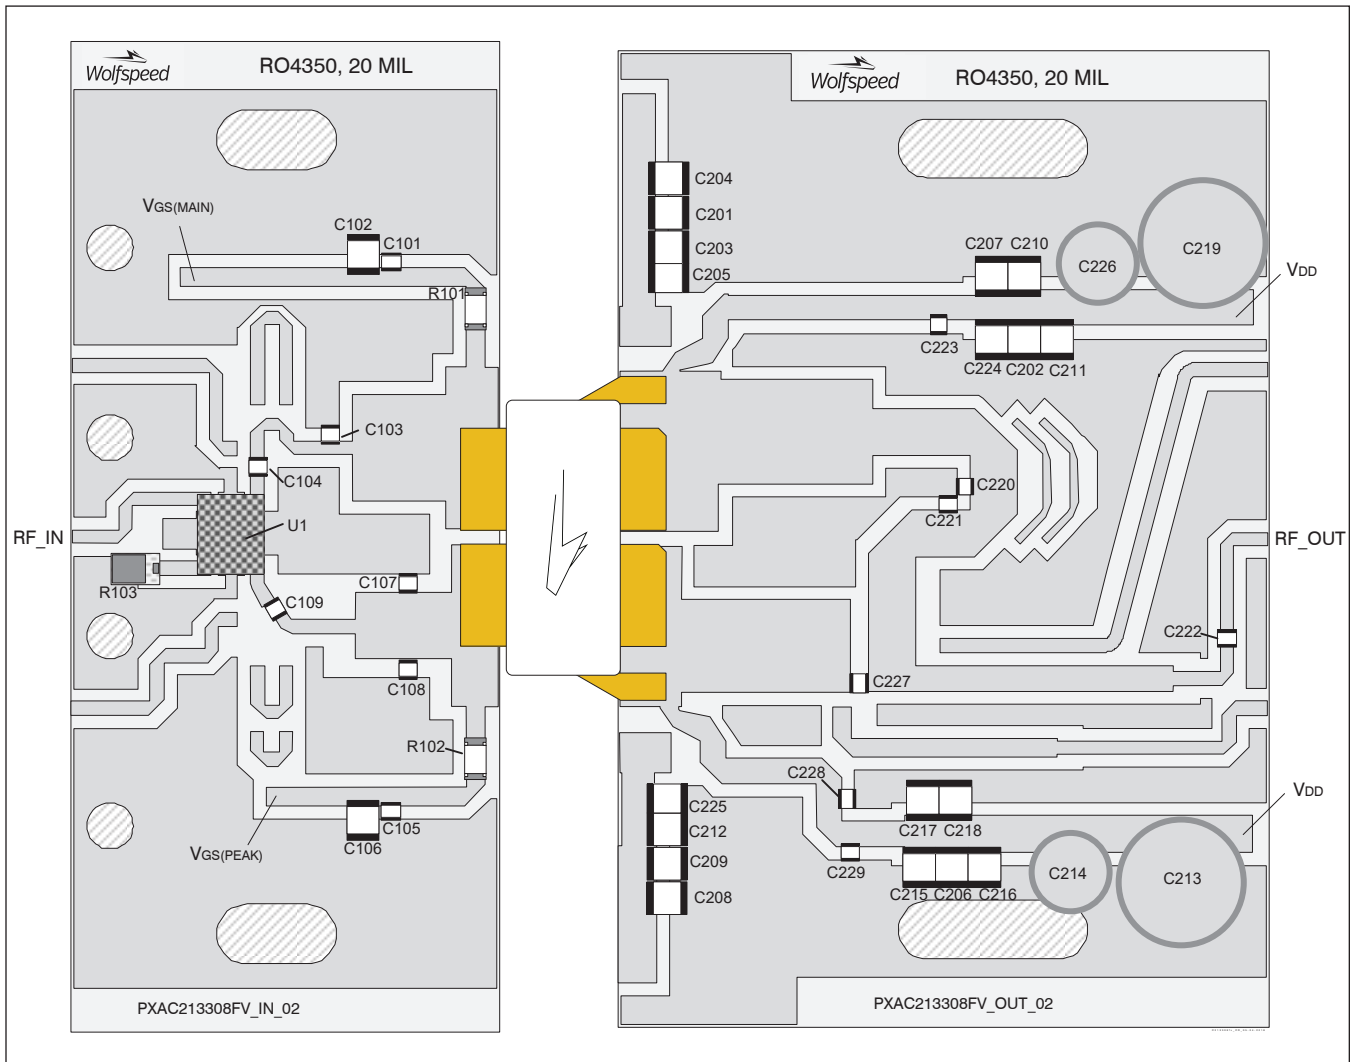 Wolfspeed
RO4350, 20 MIL
Wolfspeed
RO4350, 20 MIL
VGS(MAIN)
C102
C101
R101
C103
C104
U1
RF_IN
R103
C107
C109
C108
R102
C105
C106
VGS(PEAK)
PXAC213308FV_IN_02
C204
C201
C203
C205
C207
C210
C226
C219
VDD
C223
C224
C202
C211
C220
C221
RF_OUT
C222
C227
C228
C225
C212
C209
C208
C217
C218
VDD
C229
C215
C206
C216
C214
C213
PXAC213308FV_OUT_02